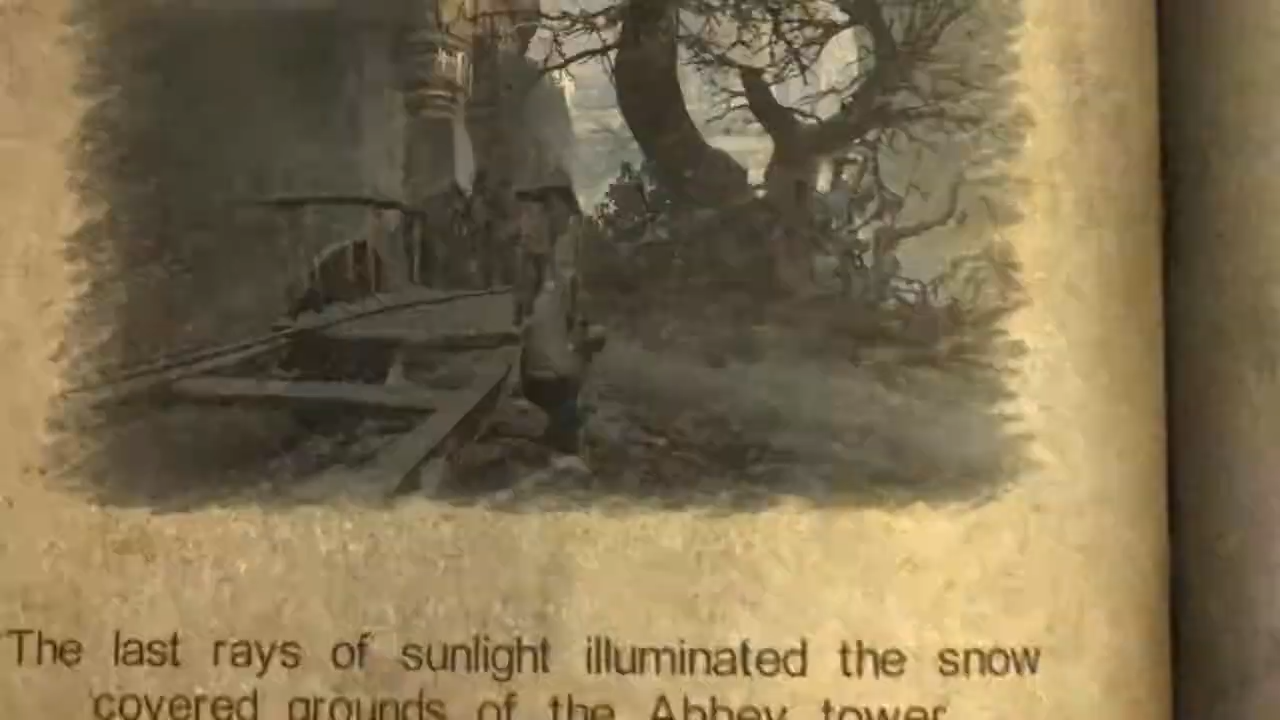 The last rays of sunlight illuminated the snow
covered grounds of the Abbey tower